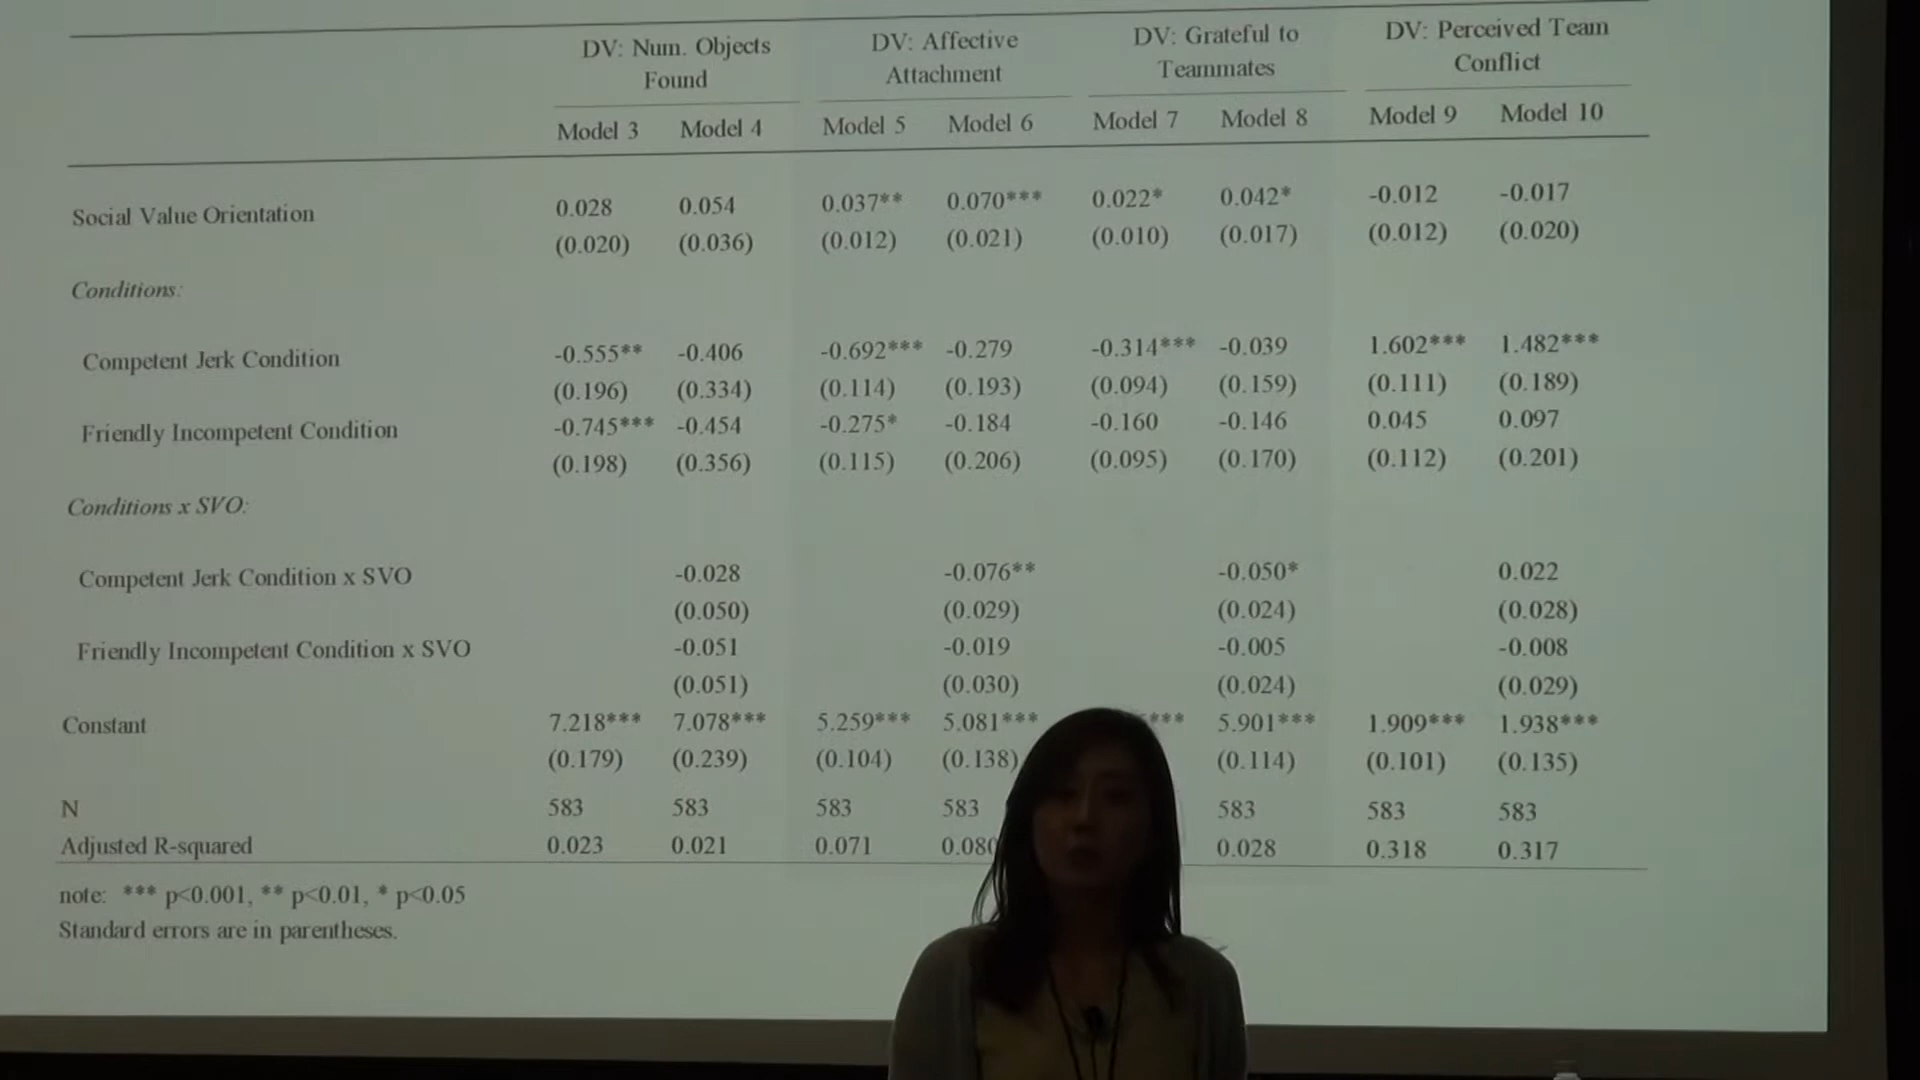 DV: Num. Objects Found DV: Affective Attachment DV: Grateful to Teammates DV: Perceived Team Conflict
Model 3 Model 4 Model 5 Model 6 Model 7 Model 8 Model 9 Model 10
Social Value Orientation 0.028 0.054 0.037** 0.070*** 0.022* 0.042* -0.012 -0.017
(0.020) (0.036) (0.012) (0.021) (0.010) (0.017) (0.012) (0.020)
Conditions:
Competent Jerk Condition -0.555** -0.406 -0.692*** -0.279 -0.314*** -0.039 1.602*** 1.482***
(0.196) (0.334) (0.114) (0.193) (0.094) (0.159) (0.111) (0.189)
Friendly Incompetent Condition -0.745*** -0.454 -0.275* -0.184 -0.160 -0.146 0.045 0.097
(0.198) (0.356) (0.115) (0.206) (0.095) (0.170) (0.112) (0.201)
Conditions x SVO:
Competent Jerk Condition x SVO -0.028 -0.076** -0.050* 0.022
(0.050) (0.029) (0.024) (0.028)
Friendly Incompetent Condition x SVO -0.051 -0.019 -0.005 -0.008
(0.051) (0.030) (0.024) (0.029)
Constant 7.218*** 7.078*** 5.259*** 5.081*** *** 5.901*** 1.909*** 1.938***
(0.179) (0.239) (0.104) (0.138) (0.114) (0.101) (0.135)
N 583 583 583 583 583 583 583
Adjusted R-squared 0.023 0.021 0.071 0.080 0.028 0.318 0.317
note: *** p<0.001, ** p<0.01, * p<0.05
Standard errors are in parentheses.